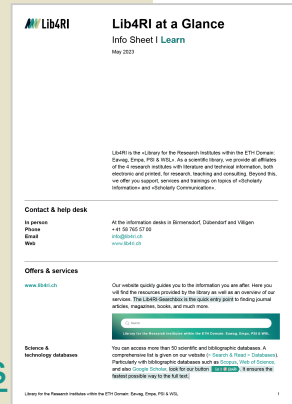 Lib4RI
Lib4RI at a Glance
Info Sheet I Learn
May 2023
Lib4RI is the «Library for the Research Institutes within the ETH Domain:
Eawag, Empa, PSI & WSL». As a scientific library, we provide all affiliates
of the 4 research institutes with literature and technical information, both
electronic and printed, for research, teaching and consulting. Beyond this,
we offer you support, services and trainings on topics of «Scholarly
Information» and «Scholarly Communication».
Contact & help desk
In person At the information desks in Birmensdorf, Dübendorf and Villigen
Phone + 41 58 765 57 00
Email info@lib4ri.ch
Web www.lib4ri.ch
Offers & services
www.lib4ri.ch Our website quickly guides you to the information you are after. Here you
will find the resources provided by the library as well as an overview of our
services. The Lib4RI-Searchbox is the quick entry point to finding journal
articles, magazines, books, and much more.
Search
Library for the Research Institutes within the ETH Domain: Eawag, Empa, PSI & WSL
Science &
technology databases
You can access more than 50 scientific and bibliographic databases. A
comprehensive list is given on our website (> Search & Read > Databases).
Particularly with bibliographic databases such as Scopus, Web of Science,
and also Google Scholar, look for our button
It ensures the
fastest possible way to the full text.
Library for the Research Institutes within the ETH Domain: Eawag, Empa, PSI & WSL 1
s